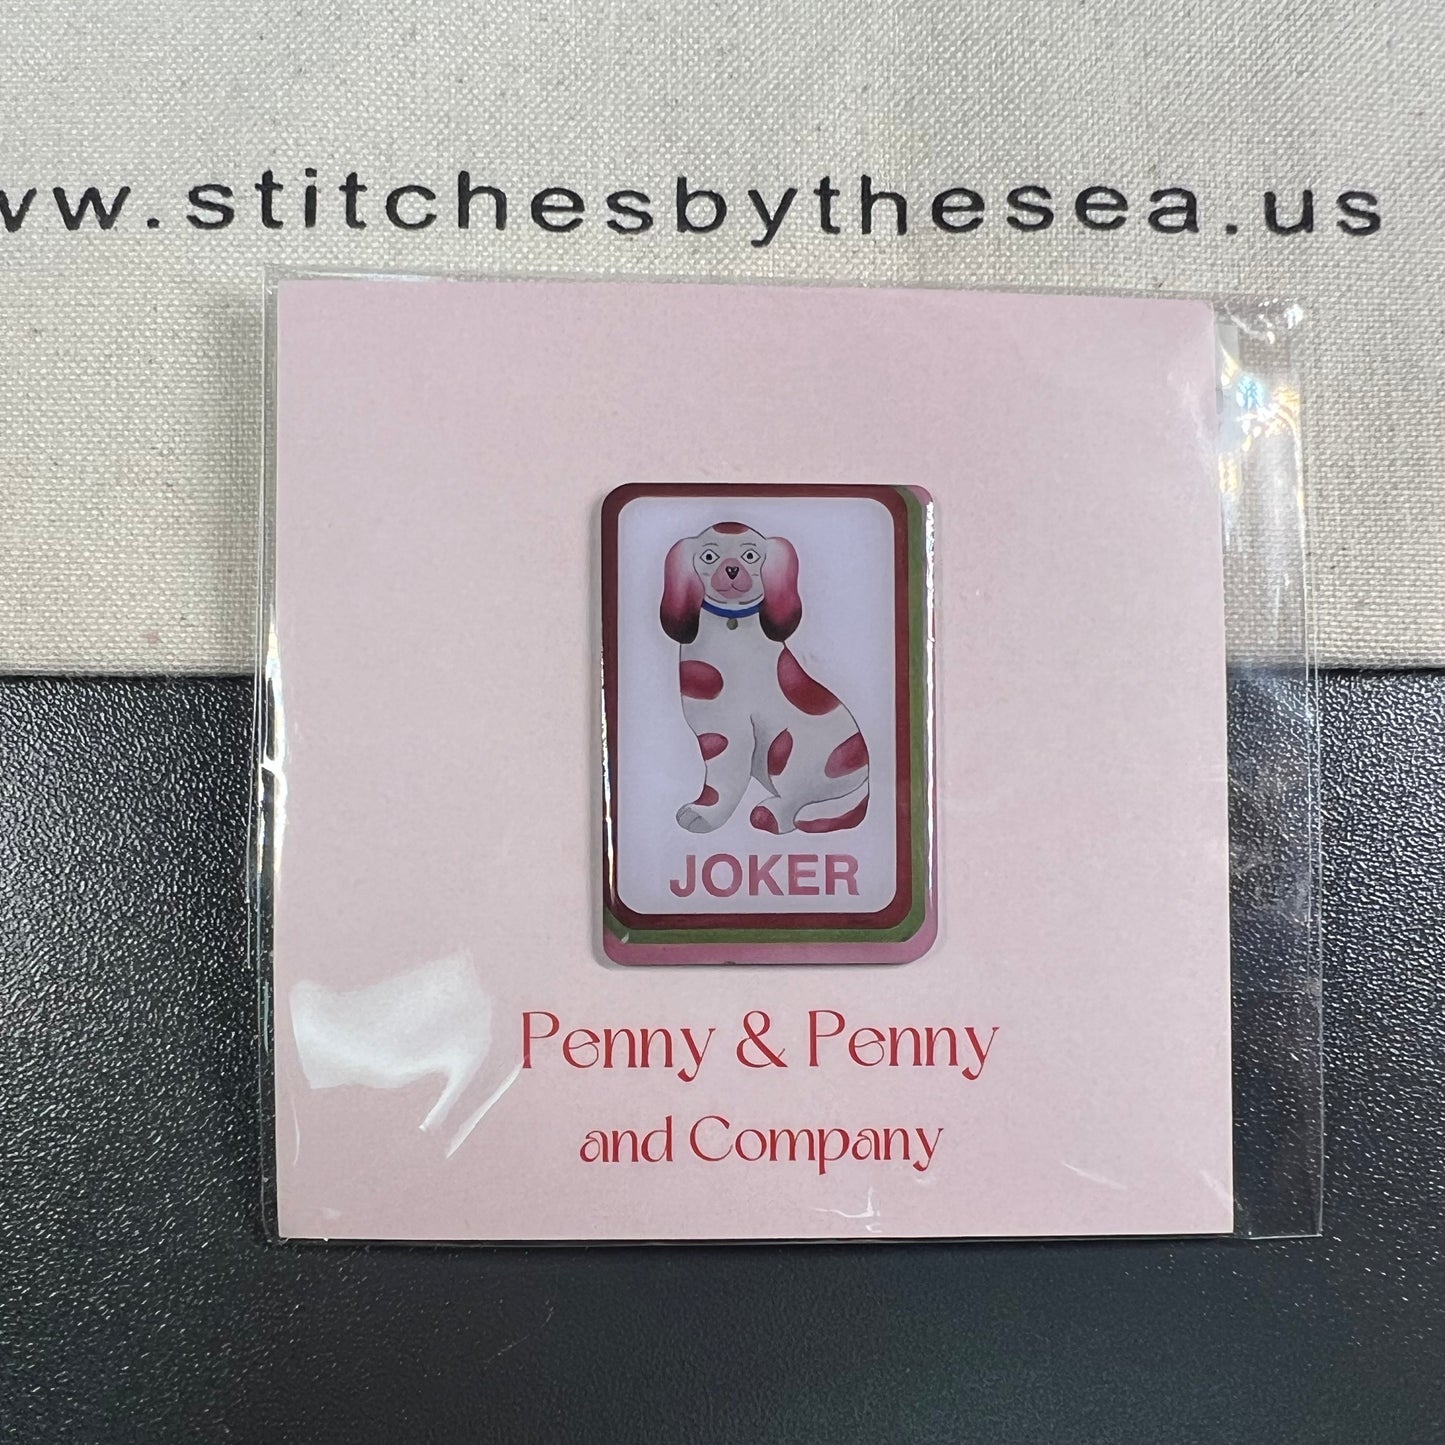 ww.stitchesbythesea.us
JOKER
Penny & Penny
and Company